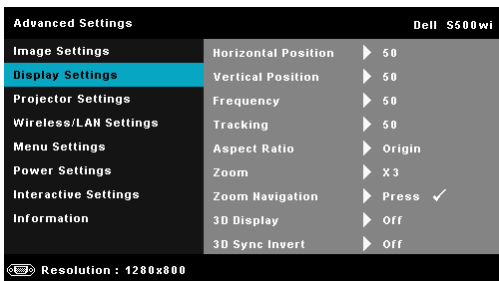 Advanced Settings Dell S500wi
Image Settings
Display Settings
Projector Settings
Wireless/LAN Settings
Menu Settings
Power Settings
Interactive Settings
Information
Horizontal Position 50
Vertical Position 50
Frequency 50
Tracking 50
Aspect Ratio Origin
Zoom X3
Zoom Navigation Press ✓
3D Display Off
3D Sync Invert Off
Resolution : 1280x800